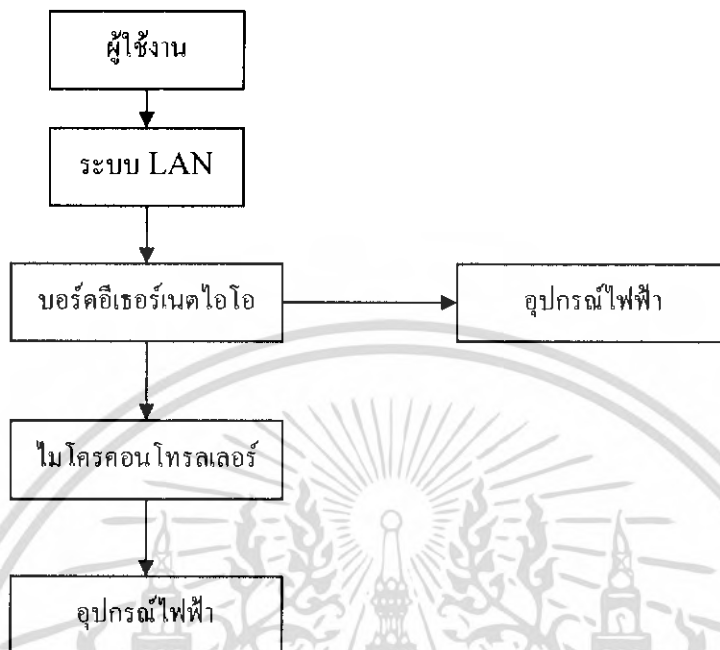 ผู้ใช้งาน
ระบบ LAN
บอร์ดอีเธอร์เนตไอโอ
อุปกรณ์ไฟฟ้า
ไมโครคอนโทรลเลอร์
อุปกรณ์ไฟฟ้า